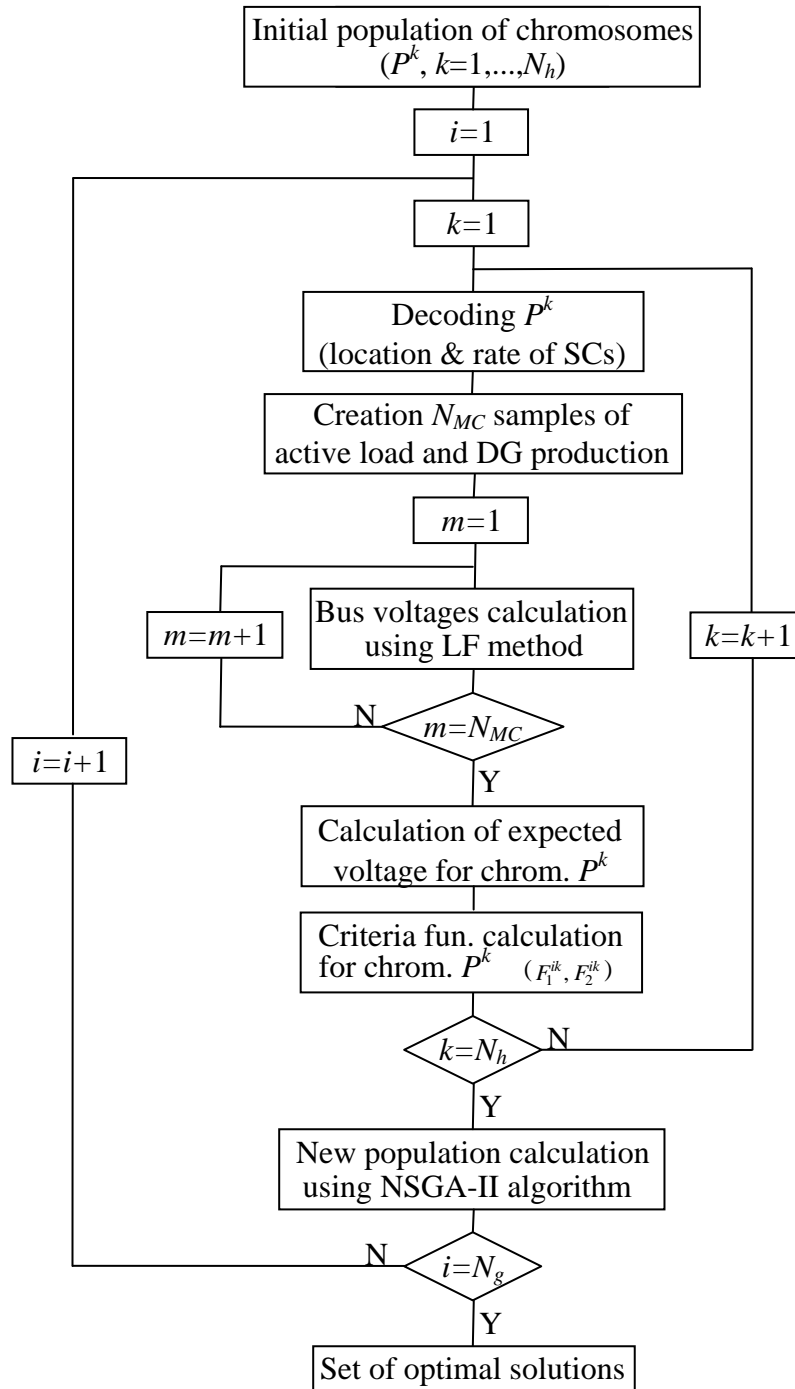 Initial population of chromosomes
(P^k, k=1,...,N_h)
i=1
k=1
Decoding P^k
(location & rate of SCs)
Creation N_MC samples of
active load and DG production
m=1
Bus voltages calculation
using LF method
m=m+1
k=k+1
N
m=N_MC
i=i+1
Y
Calculation of expected
voltage for chrom. P^k
Criteria fun. calculation
for chrom. P^k (F_1^ik, F_2^ik)
k=N_h
N
Y
New population calculation
using NSGA-II algorithm
N
i=N_g
Y
Set of optimal solutions